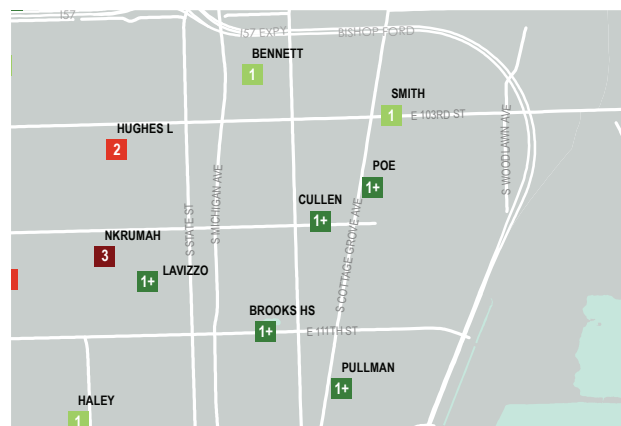 I57
I57 EXPY
BISHOP FORD
BENNETT
1
SMITH
1
E 103RD ST
HUGHES L
2
S WOODLAWN AVE
POE
1+
S MICHIGAN AVE
CULLEN
1+
S STATE ST
S COTTAGE GROVE AVE
NKRUMAH
3
LAVIZZO
1+
BROOKS HS
1+
E 111TH ST
PULLMAN
1+
HALEY
1